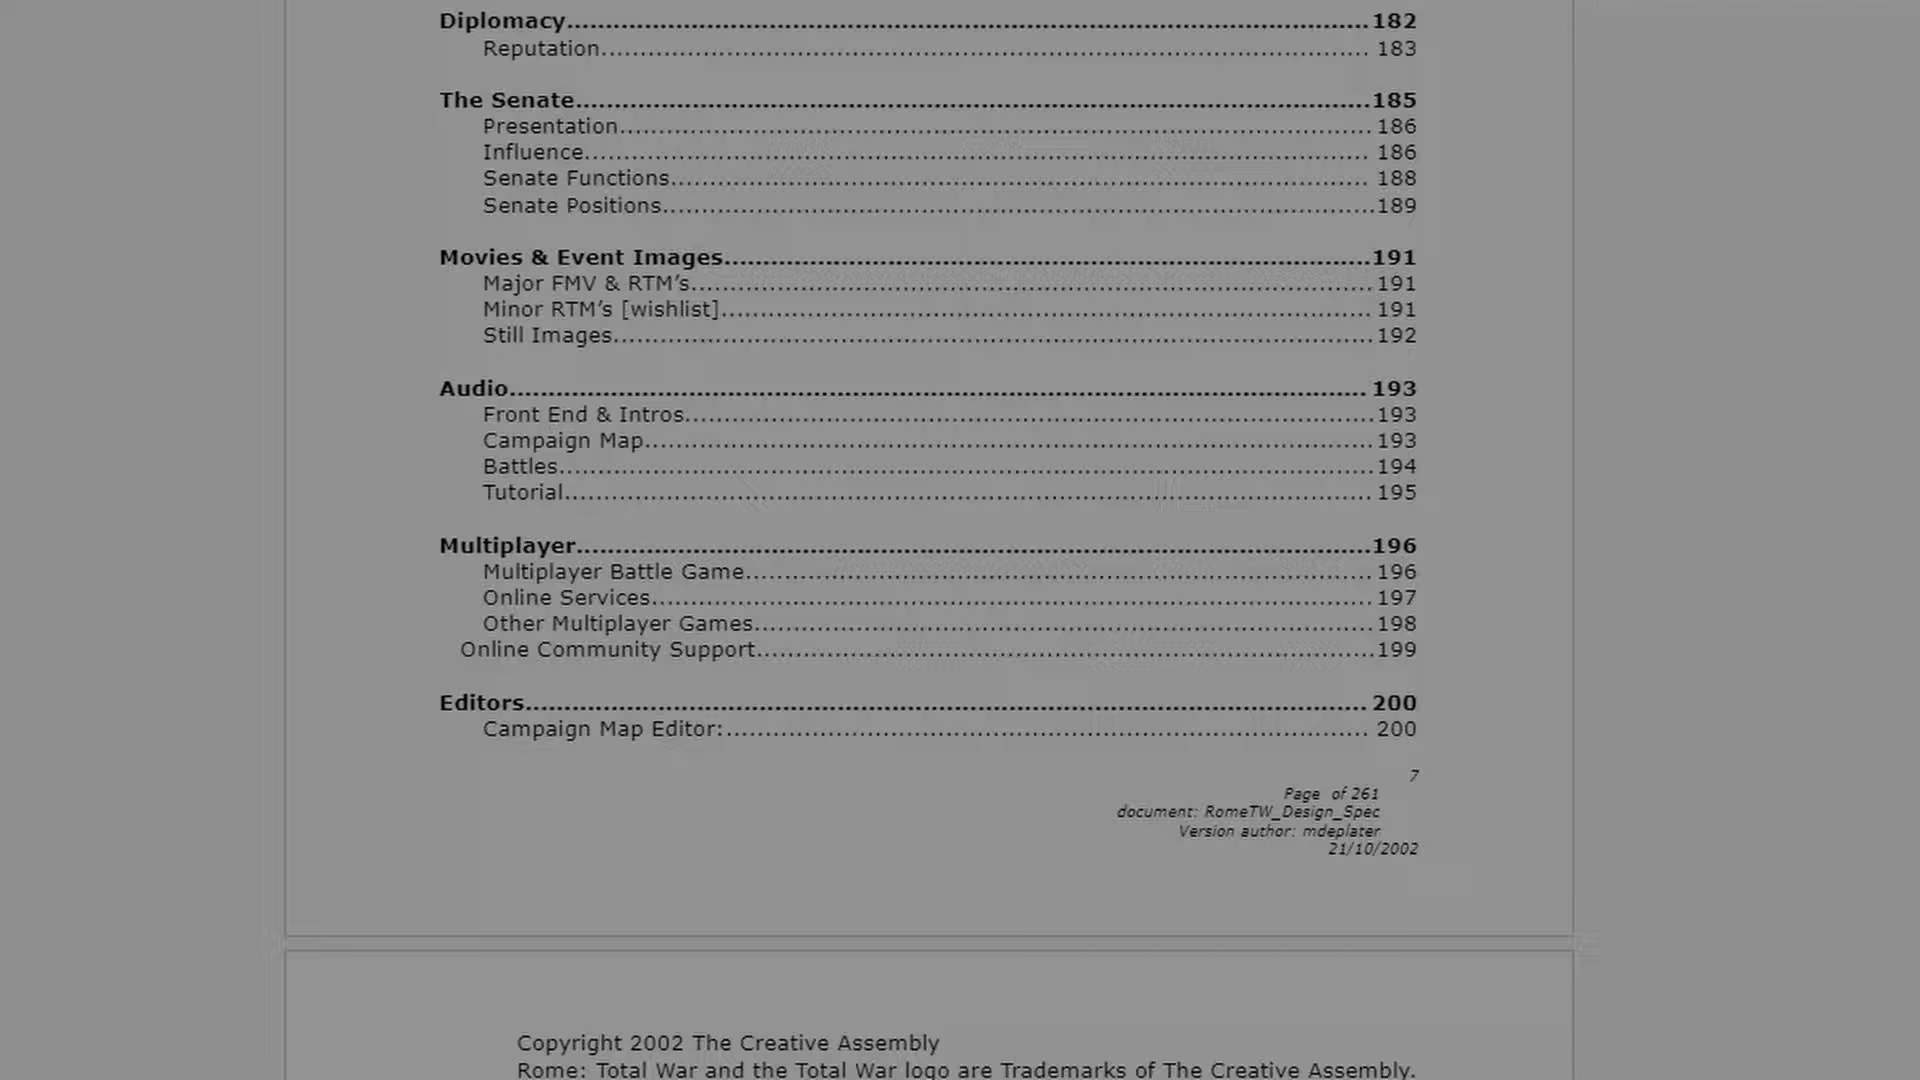 Diplomacy........................................................................................................182
Reputation........................................................................................................ 183
The Senate........................................................................................................185
Presentation........................................................................................................ 186
Influence........................................................................................................ 186
Senate Functions........................................................................................................ 188
Senate Positions........................................................................................................189
Movies & Event Images........................................................................................................191
Major FMV & RTM’s........................................................................................................191
Minor RTM’s [wishlist]........................................................................................................ 191
Still Images........................................................................................................192
Audio........................................................................................................ 193
Front End & Intros........................................................................................................193
Campaign Map........................................................................................................193
Battles........................................................................................................194
Tutorial........................................................................................................ 195
Multiplayer........................................................................................................196
Multiplayer Battle Game........................................................................................................ 196
Online Services........................................................................................................ 197
Other Multiplayer Games........................................................................................................ 198
Online Community Support........................................................................................................199
Editors........................................................................................................ 200
Campaign Map Editor:........................................................................................................ 200
7
Page of 261
document: RomeTW_Design_Spec
Version author: mdeplater
21/10/2002
Copyright 2002 The Creative Assembly
Rome: Total War and the Total War logo are Trademarks of The Creative Assembly.